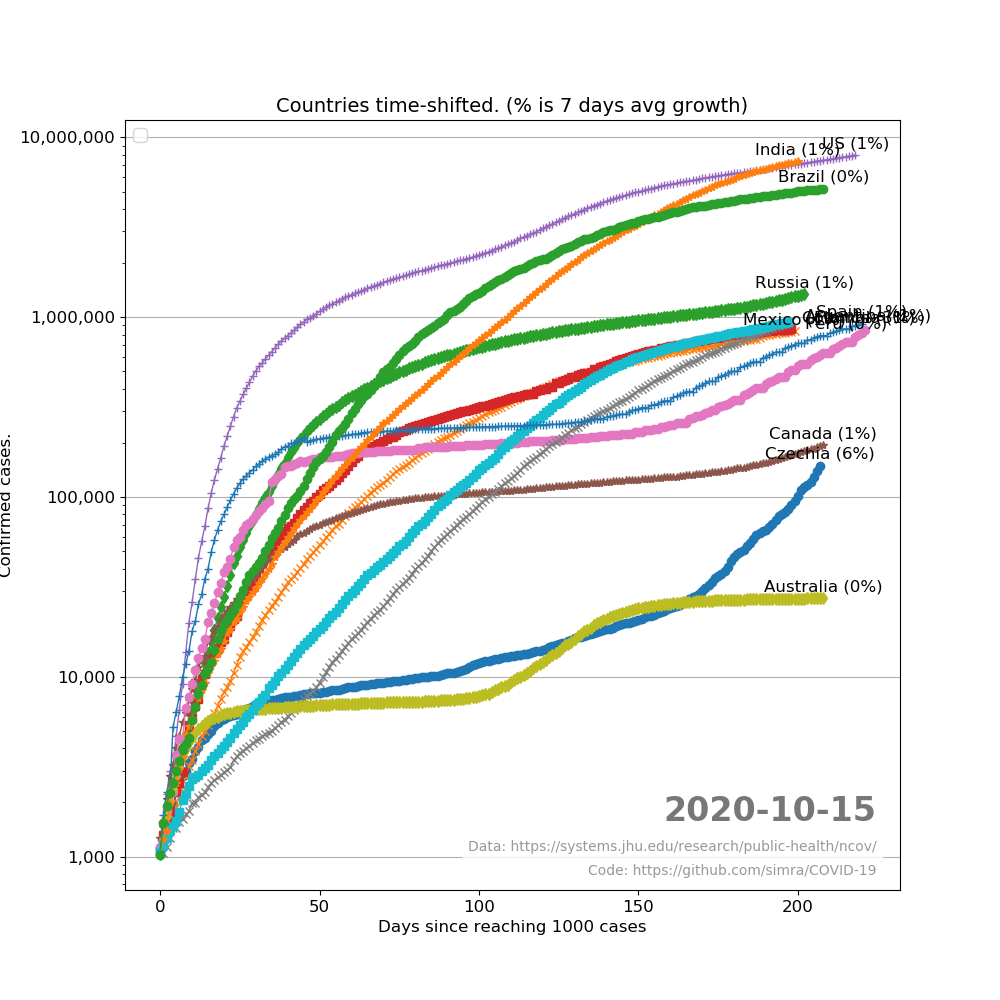 Countries time-shifted. (% is 7 days avg growth)
10,000,000
1,000,000
100,000
10,000
1,000
Confirmed cases.
US (1%)
India (1%)
Brazil (0%)
Russia (1%)
Spain (1%)
Mexico
Peru (0%)
Canada (1%)
Czechia (6%)
Australia (0%)
2020-10-15
Data: https://systems.jhu.edu/research/public-health/ncov/
Code: https://github.com/simra/COVID-19
0 50 100 150 200
Days since reaching 1000 cases